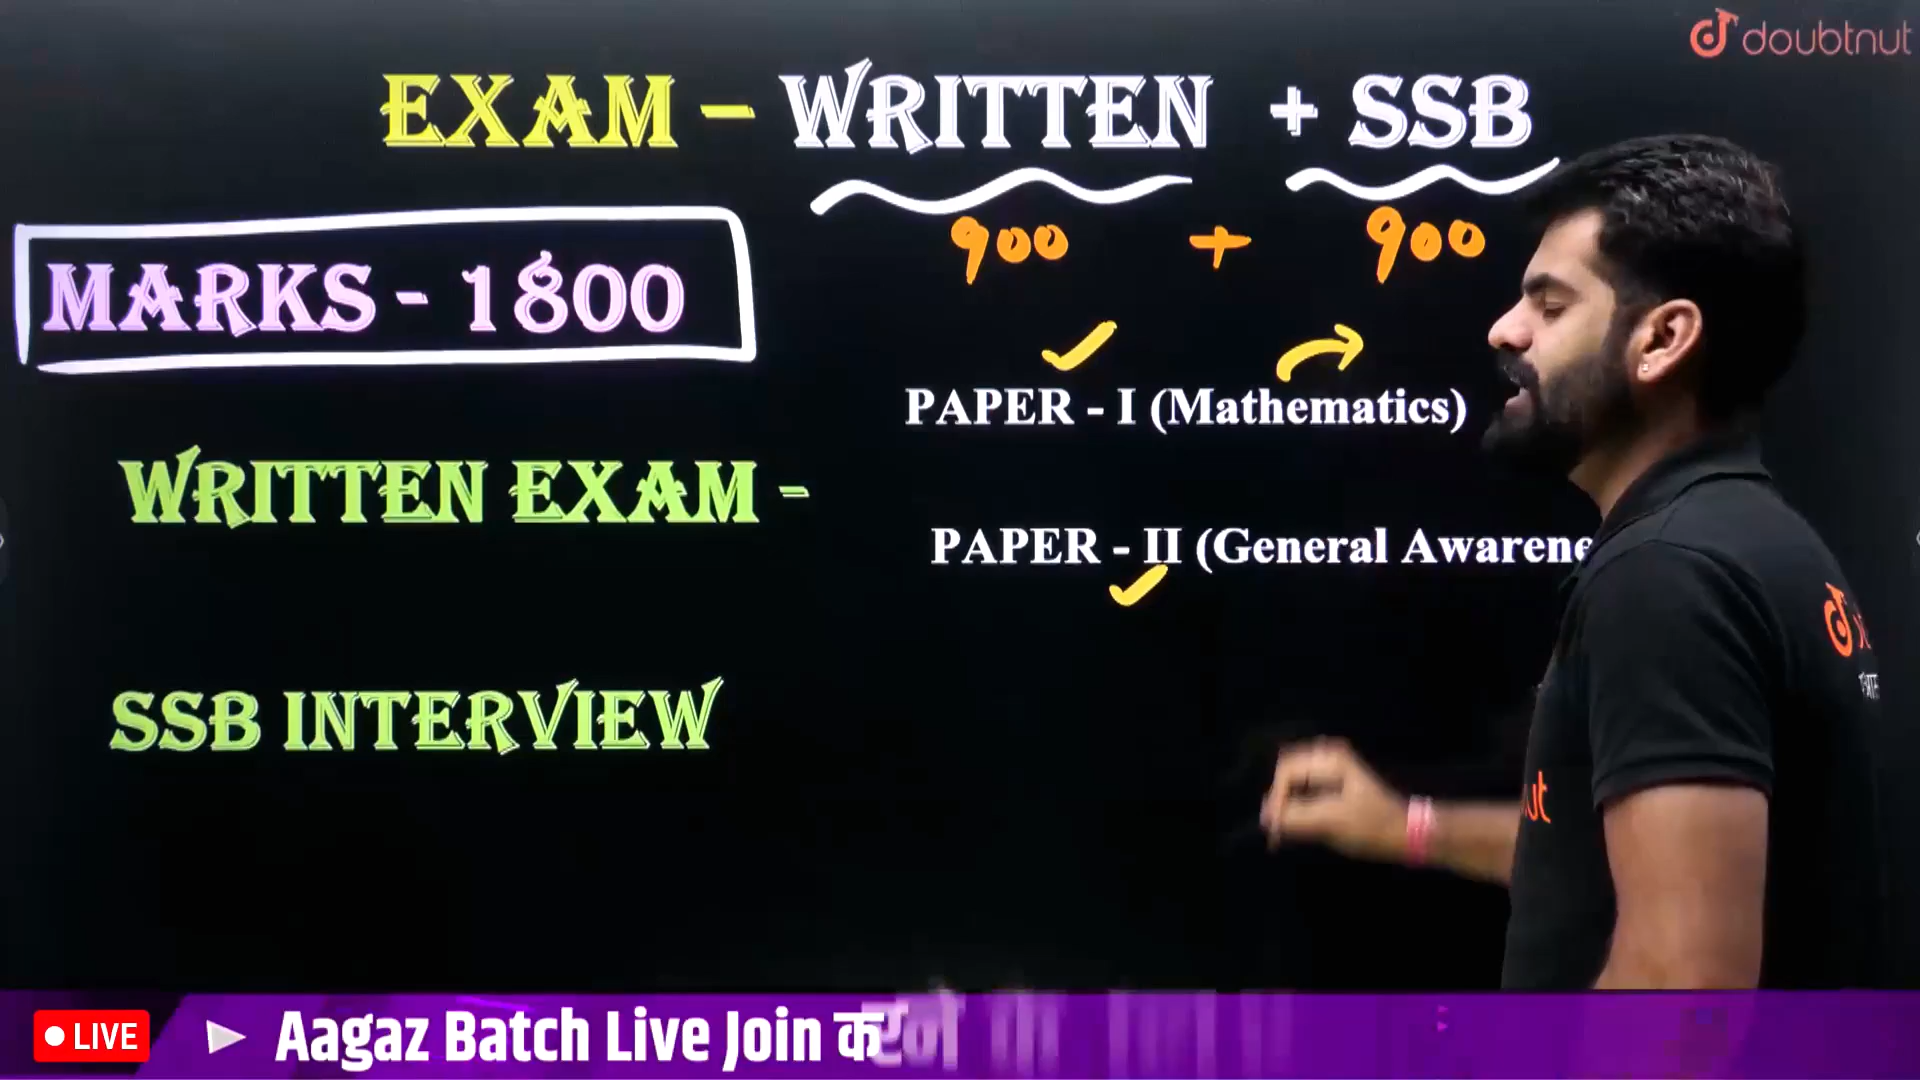 doubtnut
EXAM – WRITTEN + SSB
900 + 900
MARKS - 1800
PAPER - I (Mathematics)
WRITTEN EXAM -
PAPER - II (General Awarene
SSB INTERVIEW
LIVE
Aagaz Batch Live Join